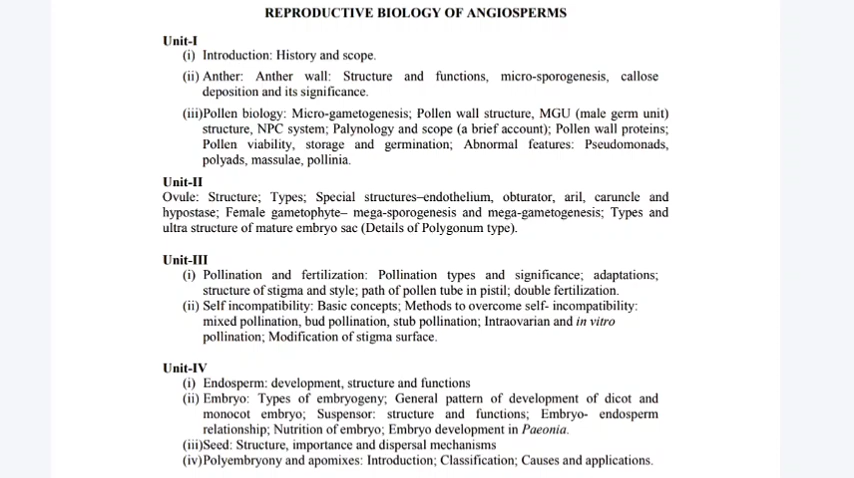 REPRODUCTIVE BIOLOGY OF ANGIOSPERMS
Unit-I
(i) Introduction: History and scope.
(ii) Anther: Anther wall: Structure and functions, micro-sporogenesis, callose
deposition and its significance.
(iii)Pollen biology: Micro-gametogenesis; Pollen wall structure, MGU (male germ unit)
structure, NPC system; Palynology and scope (a brief account); Pollen wall proteins;
Pollen viability, storage and germination; Abnormal features: Pseudomonads,
polyads, massulae, pollinia.
Unit-II
Ovule: Structure; Types; Special structures–endothelium, obturator, aril, caruncle and
hypostase; Female gametophyte– mega-sporogenesis and mega-gametogenesis; Types and
ultra structure of mature embryo sac (Details of Polygonum type).
Unit-III
(i) Pollination and fertilization: Pollination types and significance; adaptations;
structure of stigma and style; path of pollen tube in pistil; double fertilization.
(ii) Self incompatibility: Basic concepts; Methods to overcome self- incompatibility:
mixed pollination, bud pollination, stub pollination; Intraovarian and in vitro
pollination; Modification of stigma surface.
Unit-IV
(i) Endosperm: development, structure and functions
(ii) Embryo: Types of embryogeny; General pattern of development of dicot and
monocot embryo; Suspensor: structure and functions; Embryo- endosperm
relationship; Nutrition of embryo; Embryo development in Paeonia.
(iii)Seed: Structure, importance and dispersal mechanisms
(iv)Polyembryony and apomixes: Introduction; Classification; Causes and applications.